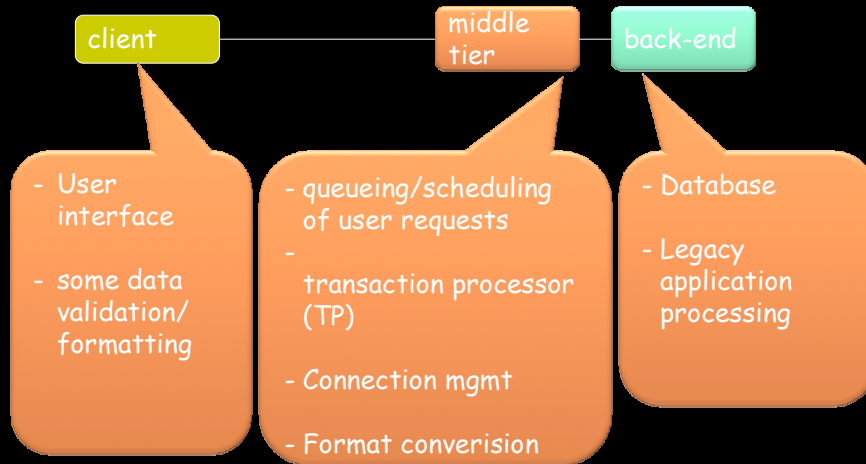 client
middle
tier
back-end
- User
interface
- some data
validation/
formatting
- queueing/scheduling
of user requests
-
transaction processor
(TP)
- Connection mgmt
- Format converision
- Database
- Legacy
application
processing